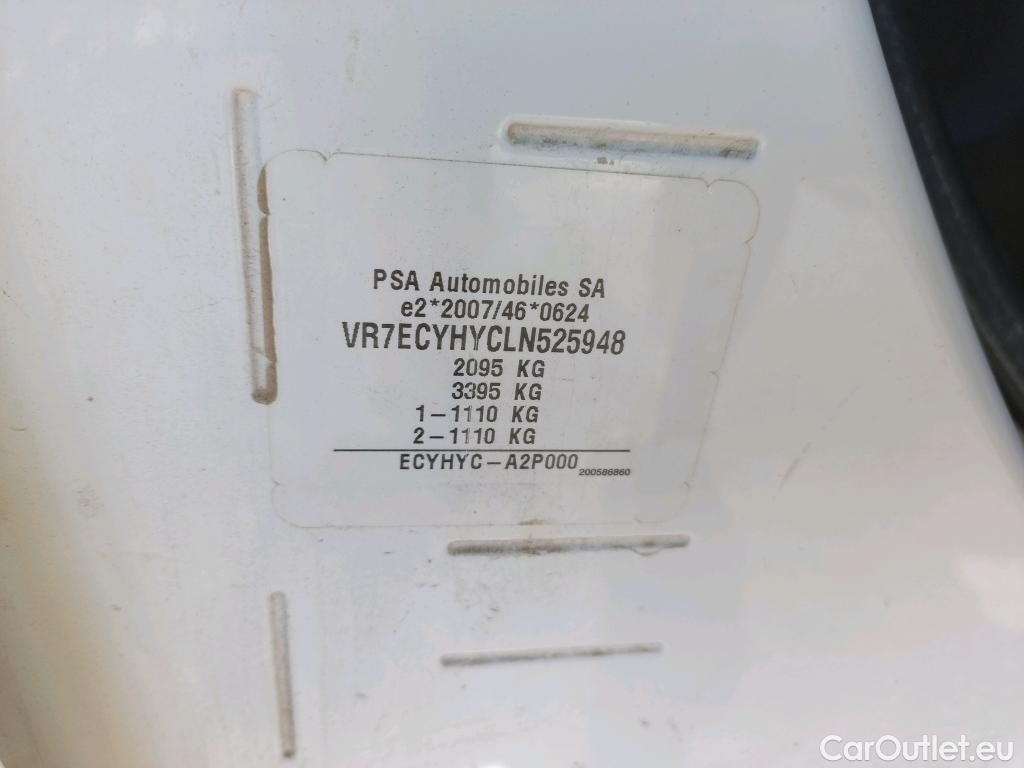 PSA Automobiles SA
e2*2007/46*0624
VR7ECYHYCLN525948
2095 KG
3395 KG
1-1110 KG
2-1110 KG
ECYHYC-A2P000
200586860
CarOutlet.eu